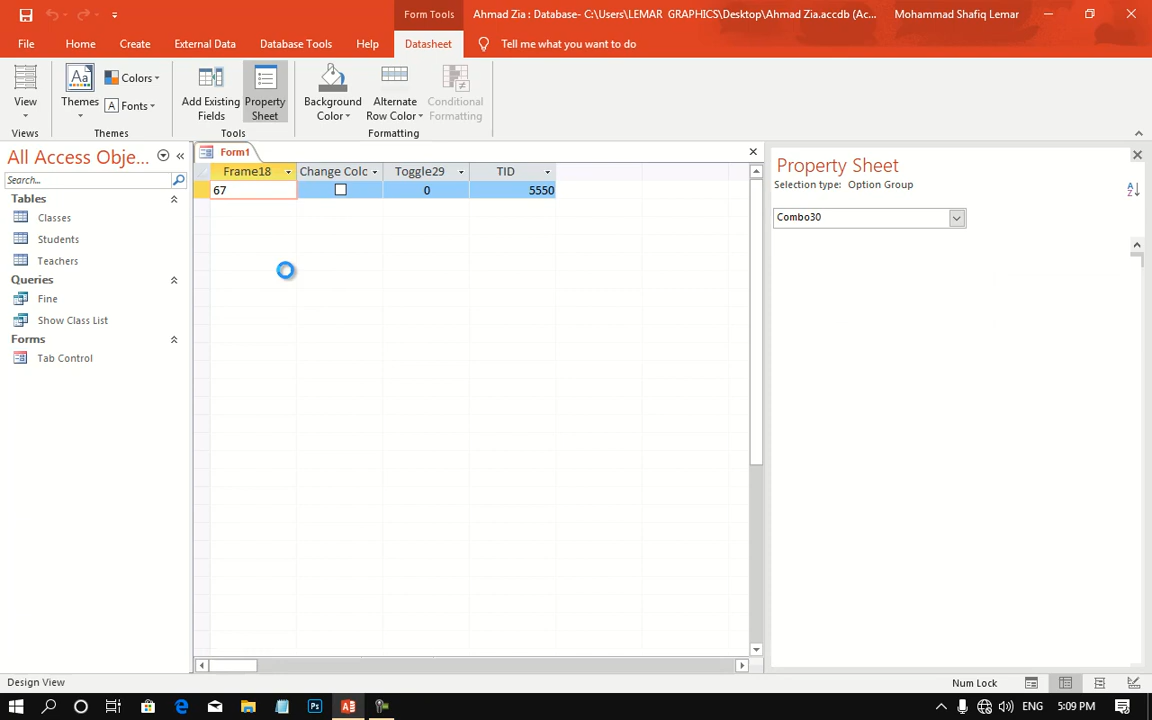 Form Tools
Ahmad Zia : Database- C:\Users\LEMAR GRAPHICS\Desktop\Ahmad Zia.accdb (Ac...
Mohammad Shafiq Lemar
File
Home
Create
External Data
Database Tools
Help
Datasheet
Tell me what you want to do
View
Themes
Colors
Fonts
Add Existing Fields
Property Sheet
Background Color
Alternate Row Color
Conditional Formatting
Views
Themes
Tools
Formatting
All Access Obje...
Search...
Tables
Classes
Students
Teachers
Queries
Fine
Show Class List
Forms
Tab Control
Form1
Frame18
Change Colc
Toggle29
TID
67
0
5550
Property Sheet
Selection type: Option Group
Combo30
Design View
Num Lock
ENG
5:09 PM